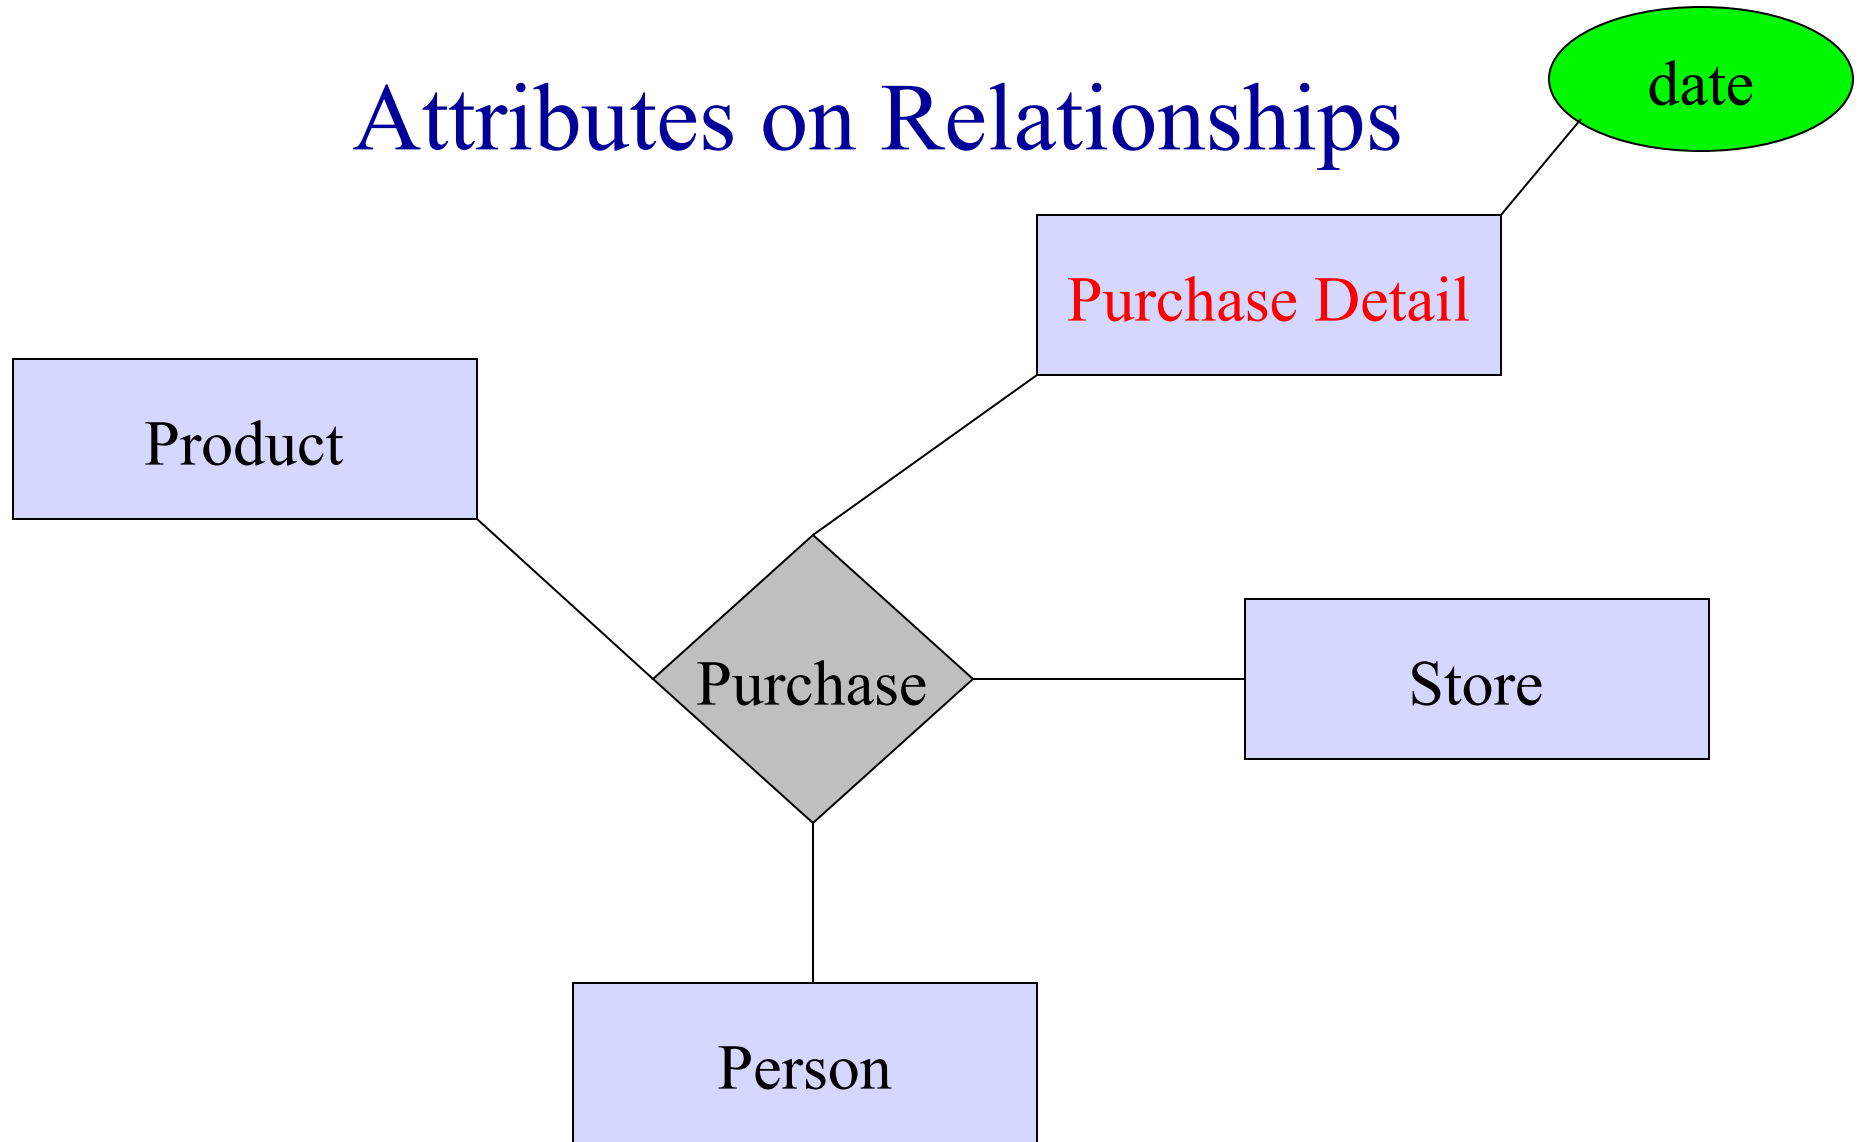 date
Attributes on Relationships
Purchase Detail
Product
Purchase
Store
Person